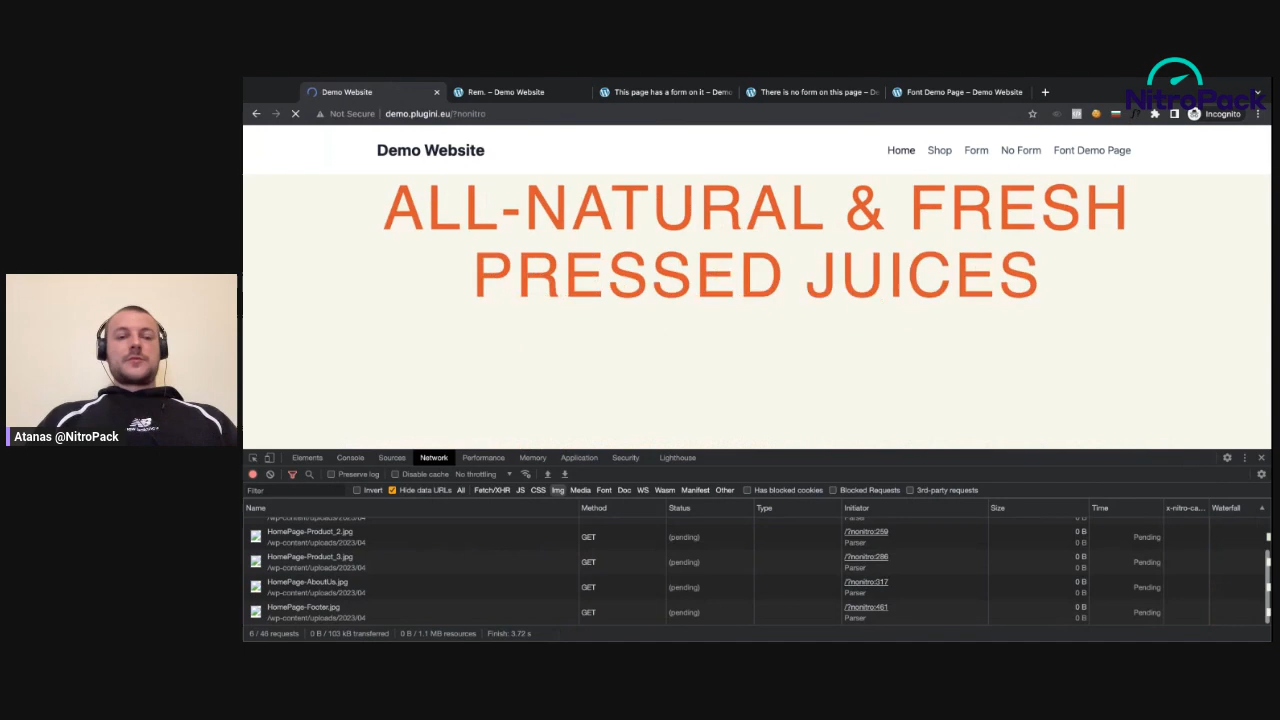 NitroPack
Demo Website
Rem. – Demo Website
This page has a form on it – Demo
There is no form on this page – De
Font Demo Page – Demo Website
Not Secure
demo.plugini.eu/?nonitro
Incognito
Demo Website
Home
Shop
Form
No Form
Font Demo Page
ALL-NATURAL & FRESH
PRESSED JUICES
Atanas @NitroPack
Elements
Console
Sources
Network
Performance
Memory
Application
Security
Lighthouse
Preserve log
Disable cache
No throttling
Filter
Invert
Hide data URLs
All
Fetch/XHR
JS
CSS
Img
Media
Font
Doc
WS
Wasm
Manifest
Other
Has blocked cookies
Blocked Requests
3rd-party requests
Name
Method
Status
Type
Initiator
Size
Time
x-nitro-ca...
Waterfall
/wp-content/uploads/2023/04
Parser
0 B
HomePage-Product_2.jpg
/wp-content/uploads/2023/04
GET
(pending)
/?nonitro:259
Parser
0 B
0 B
Pending
HomePage-Product_3.jpg
/wp-content/uploads/2023/04
GET
(pending)
/?nonitro:286
Parser
0 B
0 B
Pending
HomePage-AboutUs.jpg
/wp-content/uploads/2023/04
GET
(pending)
/?nonitro:317
Parser
0 B
0 B
Pending
HomePage-Footer.jpg
/wp-content/uploads/2023/04
GET
(pending)
/?nonitro:461
Parser
0 B
0 B
Pending
6 / 46 requests
0 B / 103 kB transferred
0 B / 1.1 MB resources
Finish: 3.72 s